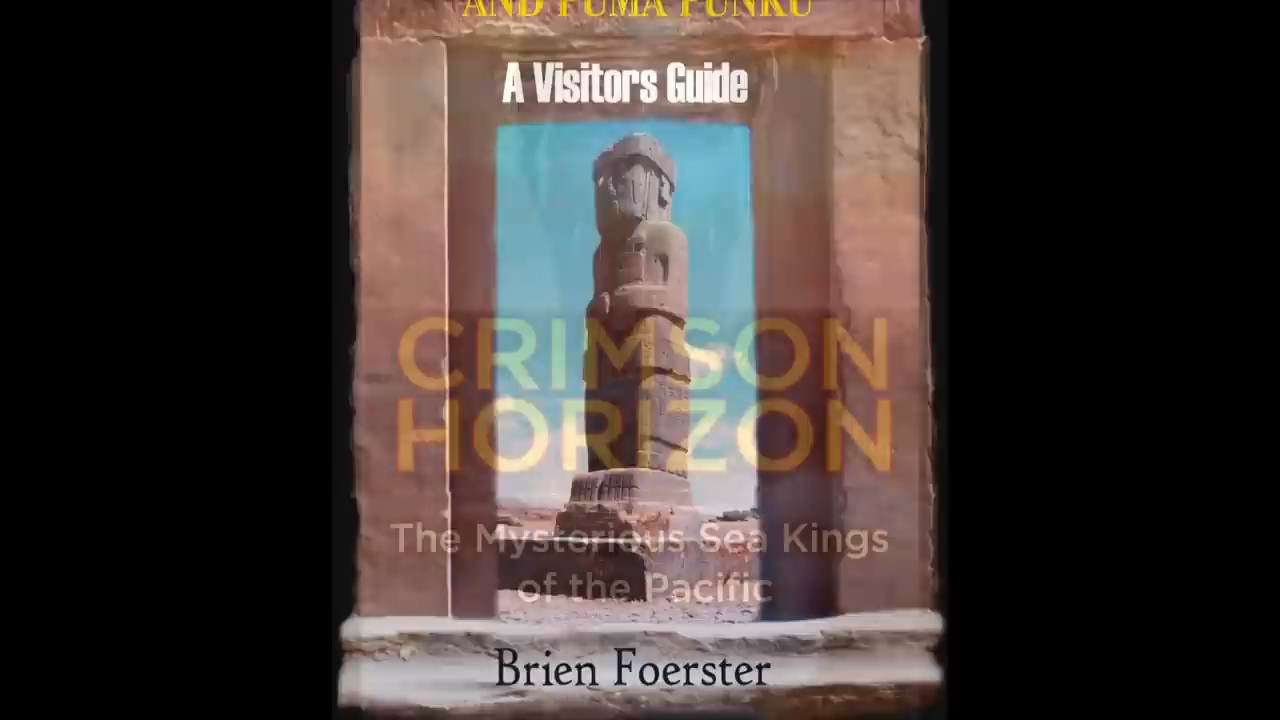 AND PUMA PUNKU
A Visitors Guide
CRIMSON
HORIZON
The Mysterious Sea Kings
of the Pacific
Brien Foerster